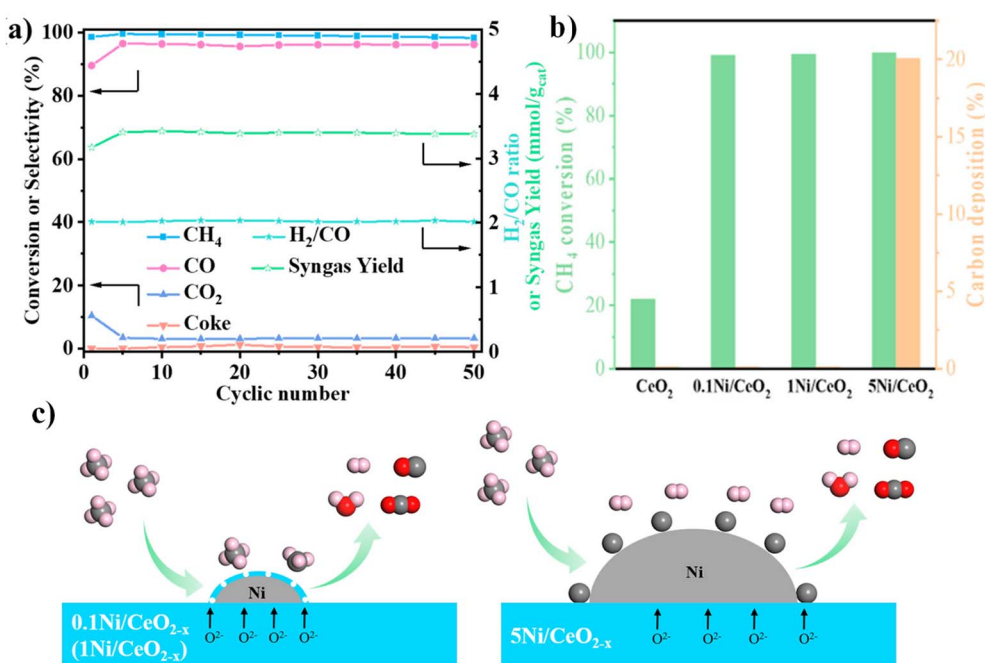 a)
100
80
60
40
20
0
Conversion or Selectivity (%)
0
10
20
30
40
50
Cyclic number
5
4
3
2
1
0
H₂/CO ratio
or Syngas Yield (mmol/g_cat)
CH₄
CO
CO₂
Coke
H₂/CO
Syngas Yield
b)
100
80
60
40
20
0
CH₄ conversion (%)
CeO₂
0.1Ni/CeO₂
1Ni/CeO₂
5Ni/CeO₂
20
15
10
5
0
Carbon deposition (%)
c)
Ni
0.1Ni/CeO₂₋ₓ
(1Ni/CeO₂₋ₓ)
O²⁻ O²⁻ O²⁻ O²⁻
Ni
5Ni/CeO₂₋ₓ
O²⁻ O²⁻ O²⁻ O²⁻